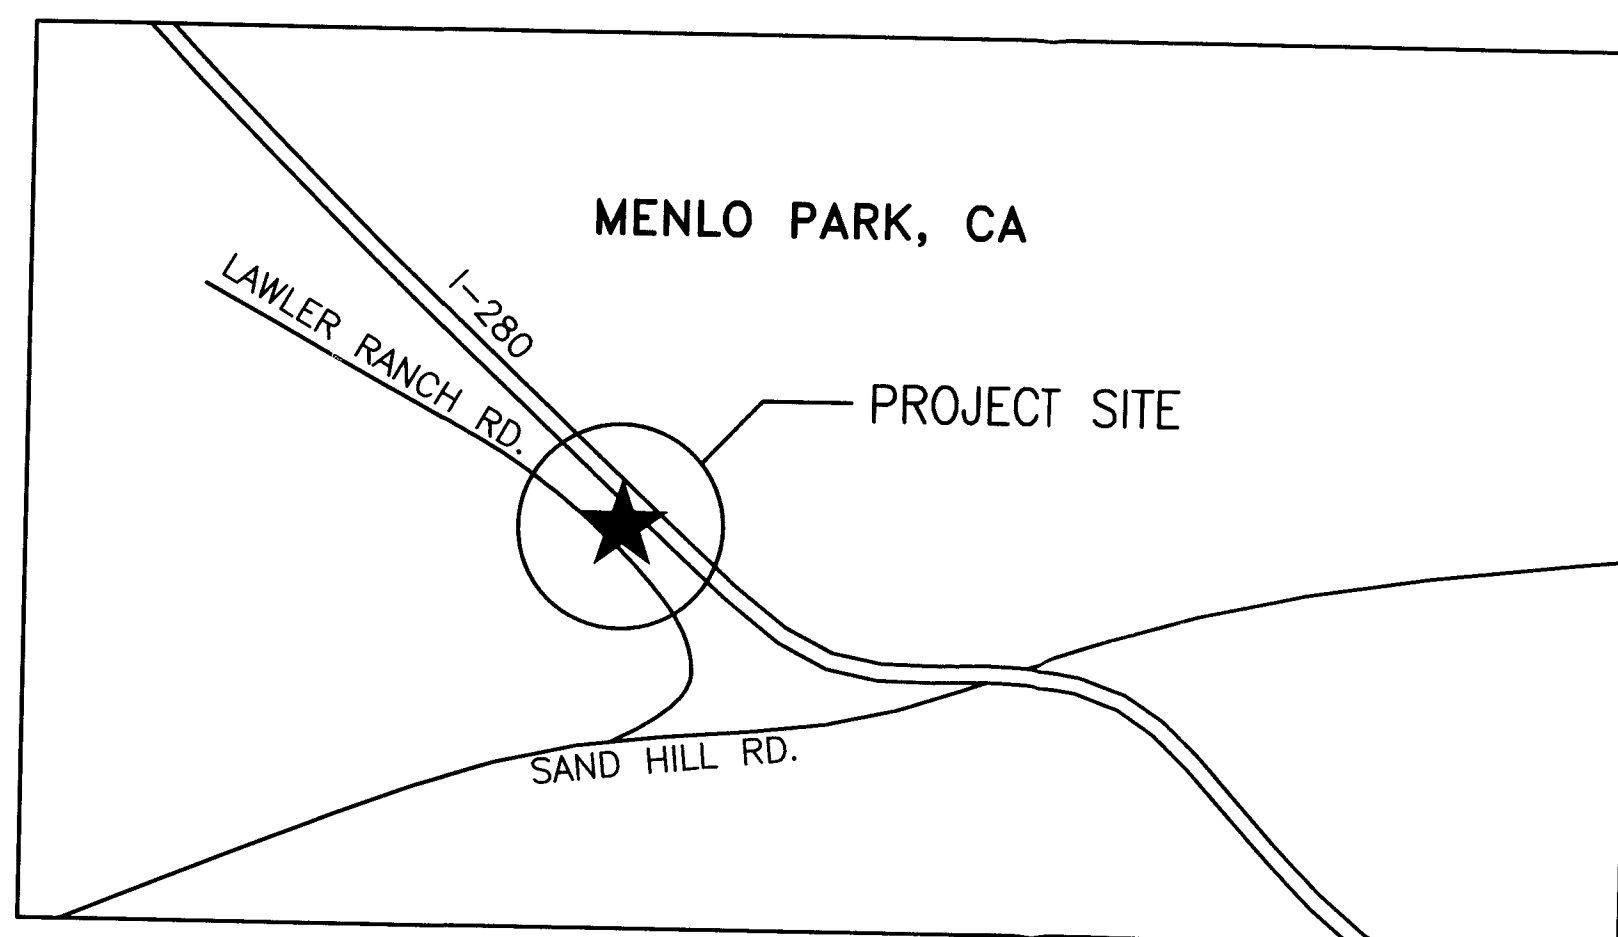 MENLO PARK, CA
I-280
LAWLER RANCH RD.
PROJECT SITE
SAND HILL RD.